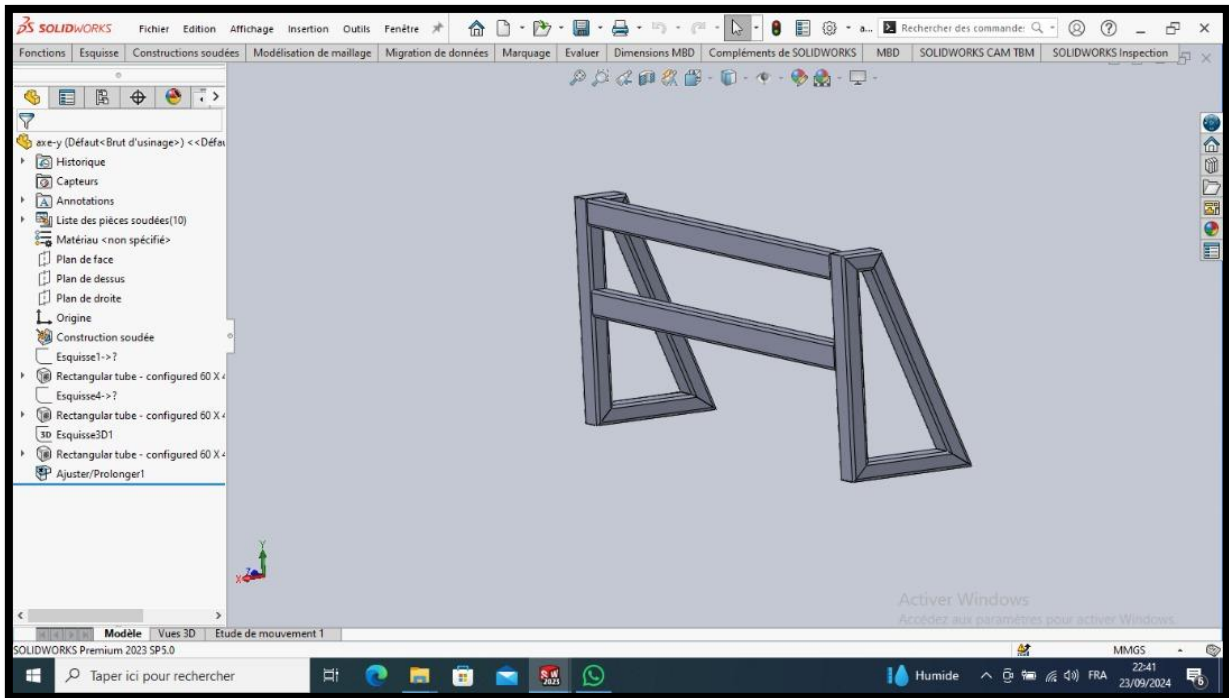 SOLIDWORKS Fichier Edition Affichage Insertion Outils Fenêtre a... Rechercher des commande:
Fonctions Esquisse Constructions soudées Modélisation de maillage Migration de données Marquage Evaluer Dimensions MBD Compléments de SOLIDWORKS MBD SOLIDWORKS CAM TBM SOLIDWORKS Inspection
axe-y (Défaut<Brut d'usinage>) <<Défau
Historique
Capteurs
Annotations
Liste des pièces soudées(10)
Matériau <non spécifié>
Plan de face
Plan de dessus
Plan de droite
Origine
Construction soudée
Esquisse1->?
Rectangular tube - configured 60 X 4
Esquisse4->?
Rectangular tube - configured 60 X 4
3D Esquisse3D1
Rectangular tube - configured 60 X 4
Ajuster/Prolonger1
Y
Z
X
Activer Windows
Accédez aux paramètres pour activer Windows.
Modèle Vues 3D Etude de mouvement 1
SOLIDWORKS Premium 2023 SP5.0 MMGS
Taper ici pour rechercher Humide FRA 22:41
23/09/2024